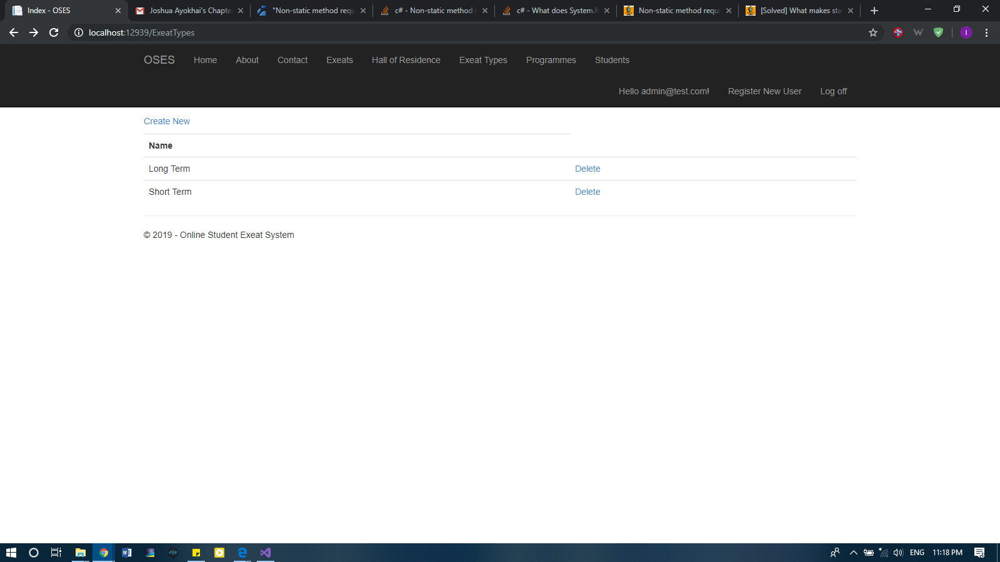 Index - OSES
Joshua Ayokhai's Chapte
"Non-static method requ
c# - Non-static method
c# - What does System.R
Non-static method requi
[Solved] What makes sta
localhost:12939/ExeatTypes
OSES Home About Contact Exeats Hall of Residence Exeat Types Programmes Students
Hello admin@test.com! Register New User Log off
Create New
Name
Long Term Delete
Short Term Delete
© 2019 - Online Student Exeat System
ENG 11:18 PM